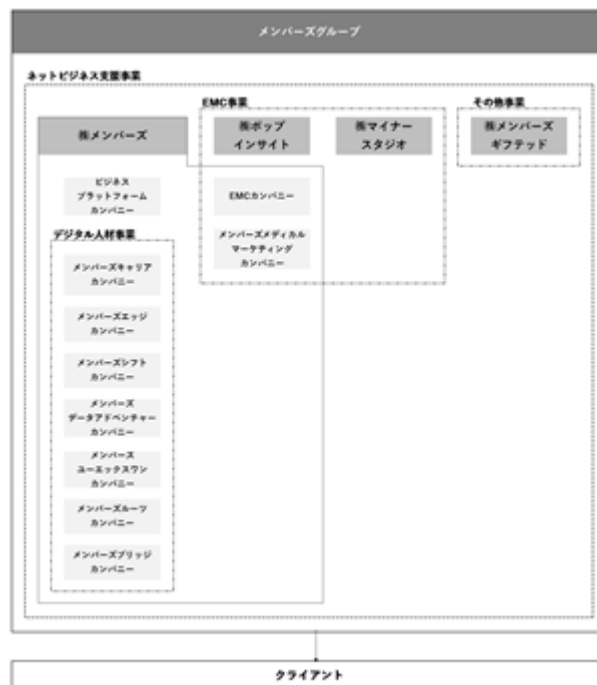 メンバーズグループ
ネットビジネス支援事業
EMC事業
その他事業
㈱メンバーズ
㈱ポップ
インサイト
㈱マイナー
スタジオ
㈱メンバーズ
ギフテッド
ビジネス
プラットフォーム
カンパニー
EMCカンパニー
メンバーズメディカル
マーケティング
カンパニー
デジタル人材事業
メンバーズキャリア
カンパニー
メンバーズエッジ
カンパニー
メンバーズシフト
カンパニー
メンバーズ
データアドベンチャー
カンパニー
メンバーズ
ユーエックスワン
カンパニー
メンバーズルーツ
カンパニー
メンバーズブリッジ
カンパニー
クライアント